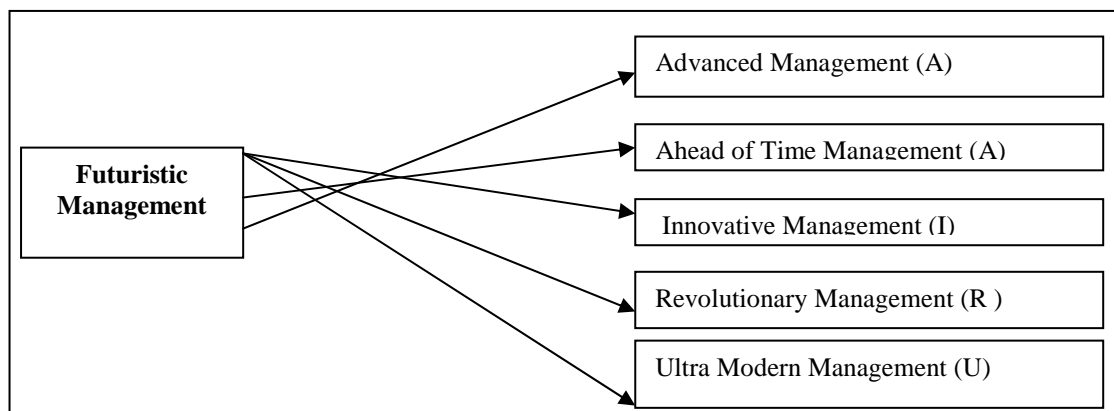 Futuristic
Management
Advanced Management (A)
Ahead of Time Management (A)
Innovative Management (I)
Revolutionary Management (R )
Ultra Modern Management (U)